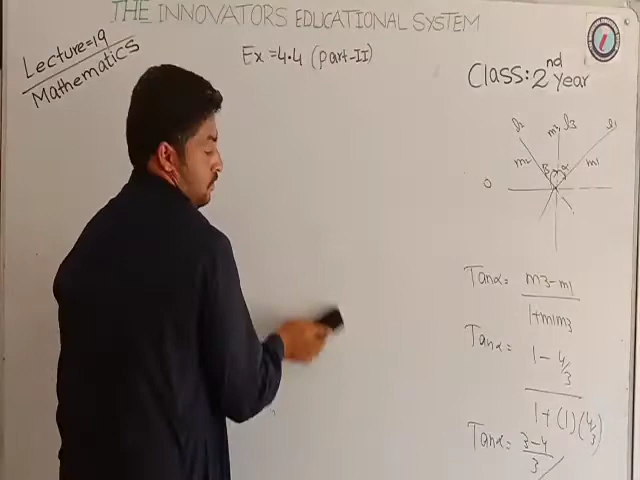 THE INNOVATORS EDUCATIONAL SYSTEM
Lecture=19
Mathematics
Ex =4.4 (part-II)
Class: 2nd year
l2 m3 l3 l1
m2 m1
β α
O
Tanα= m3-m1
1+m1m3
Tanα= 1-4/3
1+(1)(4/3)
Tanα= 3-4
3